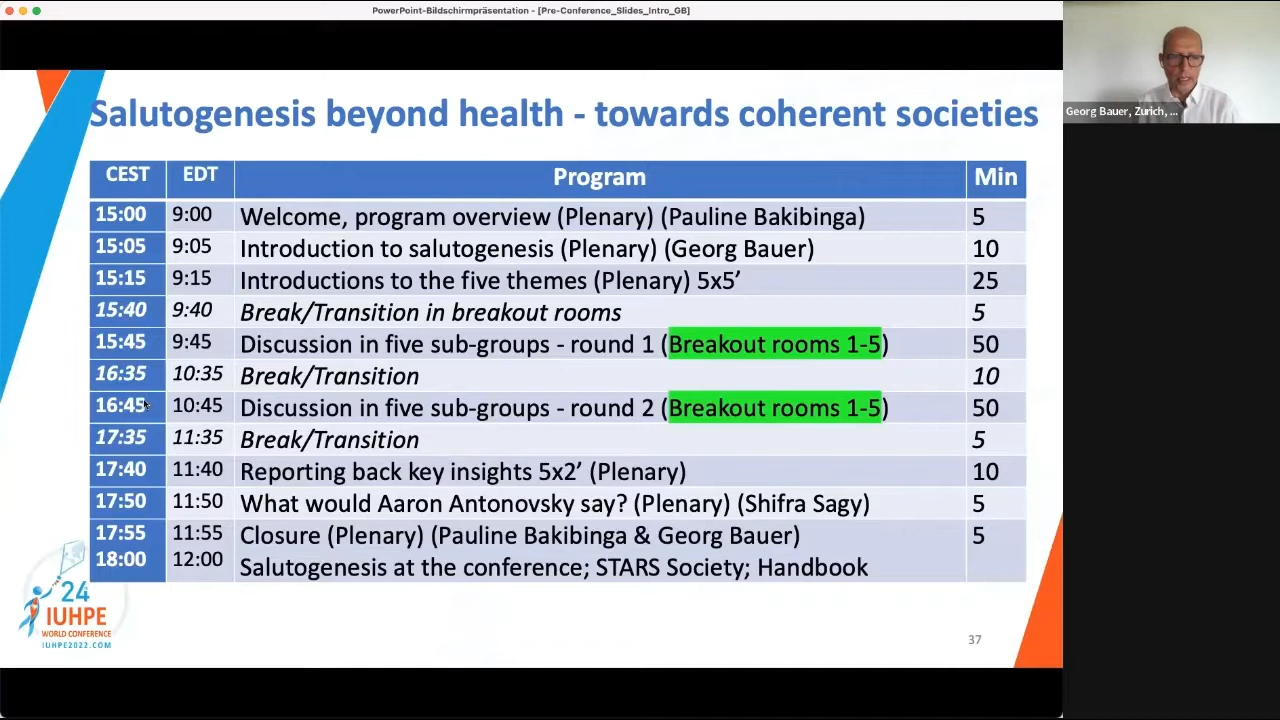 PowerPoint-Bildschirmpräsentation - [Pre-Conference_Slides_Intro_GB]
Georg Bauer, Zurich, ...
Salutogenesis beyond health - towards coherent societies
CEST EDT Program Min
15:00 9:00 Welcome, program overview (Plenary) (Pauline Bakibinga) 5
15:05 9:05 Introduction to salutogenesis (Plenary) (Georg Bauer) 10
15:15 9:15 Introductions to the five themes (Plenary) 5x5’ 25
15:40 9:40 Break/Transition in breakout rooms 5
15:45 9:45 Discussion in five sub-groups - round 1 (Breakout rooms 1-5) 50
16:35 10:35 Break/Transition 10
16:45 10:45 Discussion in five sub-groups - round 2 (Breakout rooms 1-5) 50
17:35 11:35 Break/Transition 5
17:40 11:40 Reporting back key insights 5x2’ (Plenary) 10
17:50 11:50 What would Aaron Antonovsky say? (Plenary) (Shifra Sagy) 5
17:55 11:55 Closure (Plenary) (Pauline Bakibinga & Georg Bauer) 5
18:00 12:00 Salutogenesis at the conference; STARS Society; Handbook
24
IUHPE
WORLD CONFERENCE
IUHPE2022.COM
37